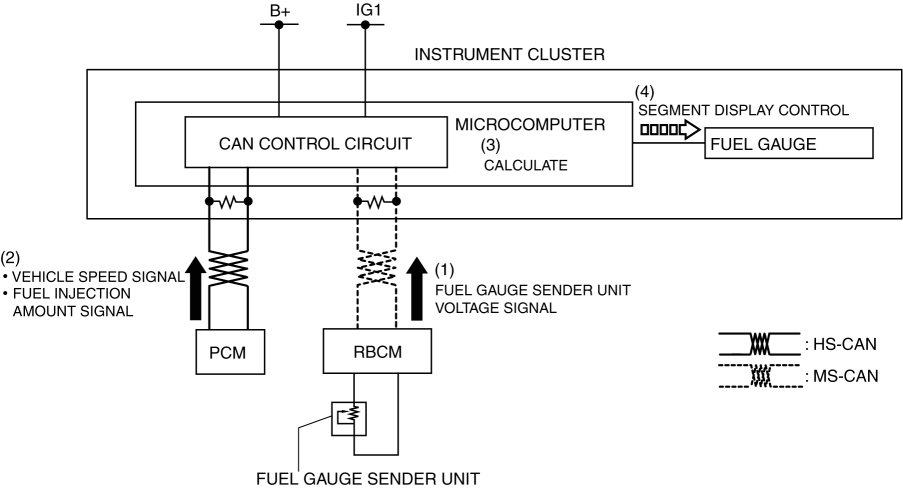 B+
IG1
INSTRUMENT CLUSTER
(4)
SEGMENT DISPLAY CONTROL
MICROCOMPUTER
CAN CONTROL CIRCUIT
(3)
CALCULATE
FUEL GAUGE
(2)
• VEHICLE SPEED SIGNAL
• FUEL INJECTION
AMOUNT SIGNAL
(1)
FUEL GAUGE SENDER UNIT
VOLTAGE SIGNAL
PCM
RBCM
: HS-CAN
: MS-CAN
FUEL GAUGE SENDER UNIT